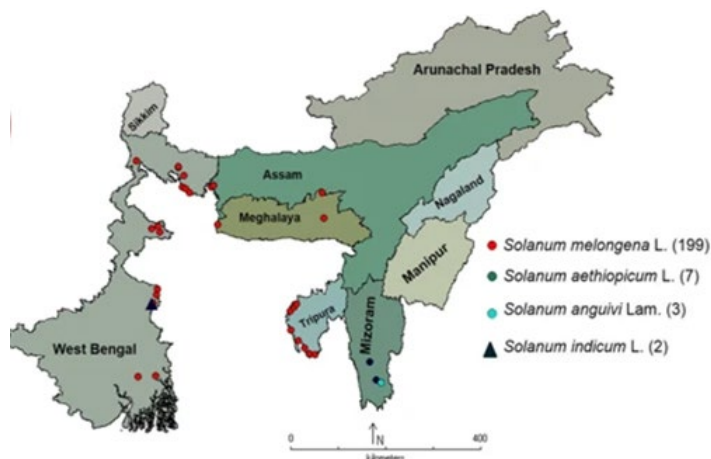 Arunachal Pradesh
Sikkim
Assam
Nagaland
Meghalaya
Manipur
Solanum melongena L. (199)
Solanum aethiopicum L. (7)
Solanum anguivi Lam. (3)
Solanum indicum L. (2)
Tripura
Mizoram
West Bengal
N
0 400
kilometers